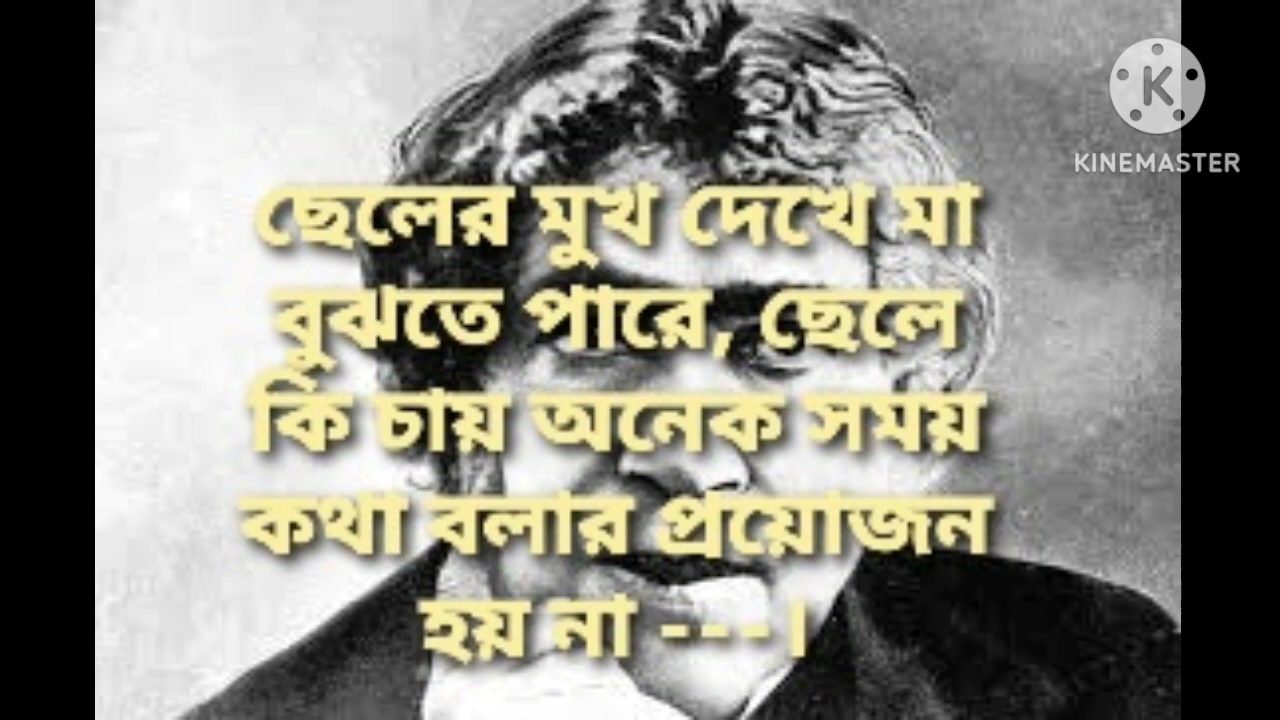 ছেলের মুখ দেখে মা
বুঝতে পারে, ছেলে
কি চায় অনেক সময়
কথা বলার প্রয়োজন
হয় না ---।
K
KINEMASTER